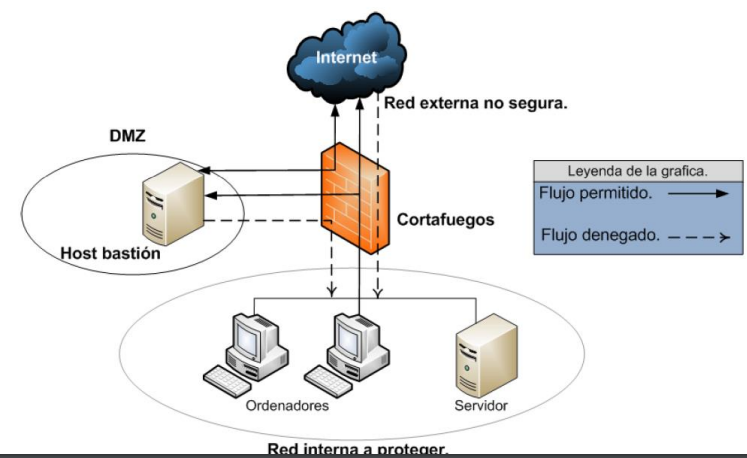 Internet
Red externa no segura.
DMZ
Leyenda de la grafica.
Flujo permitido.
Cortafuegos
Flujo denegado.
Host bastión
Ordenadores
Servidor
Red interna a proteger.